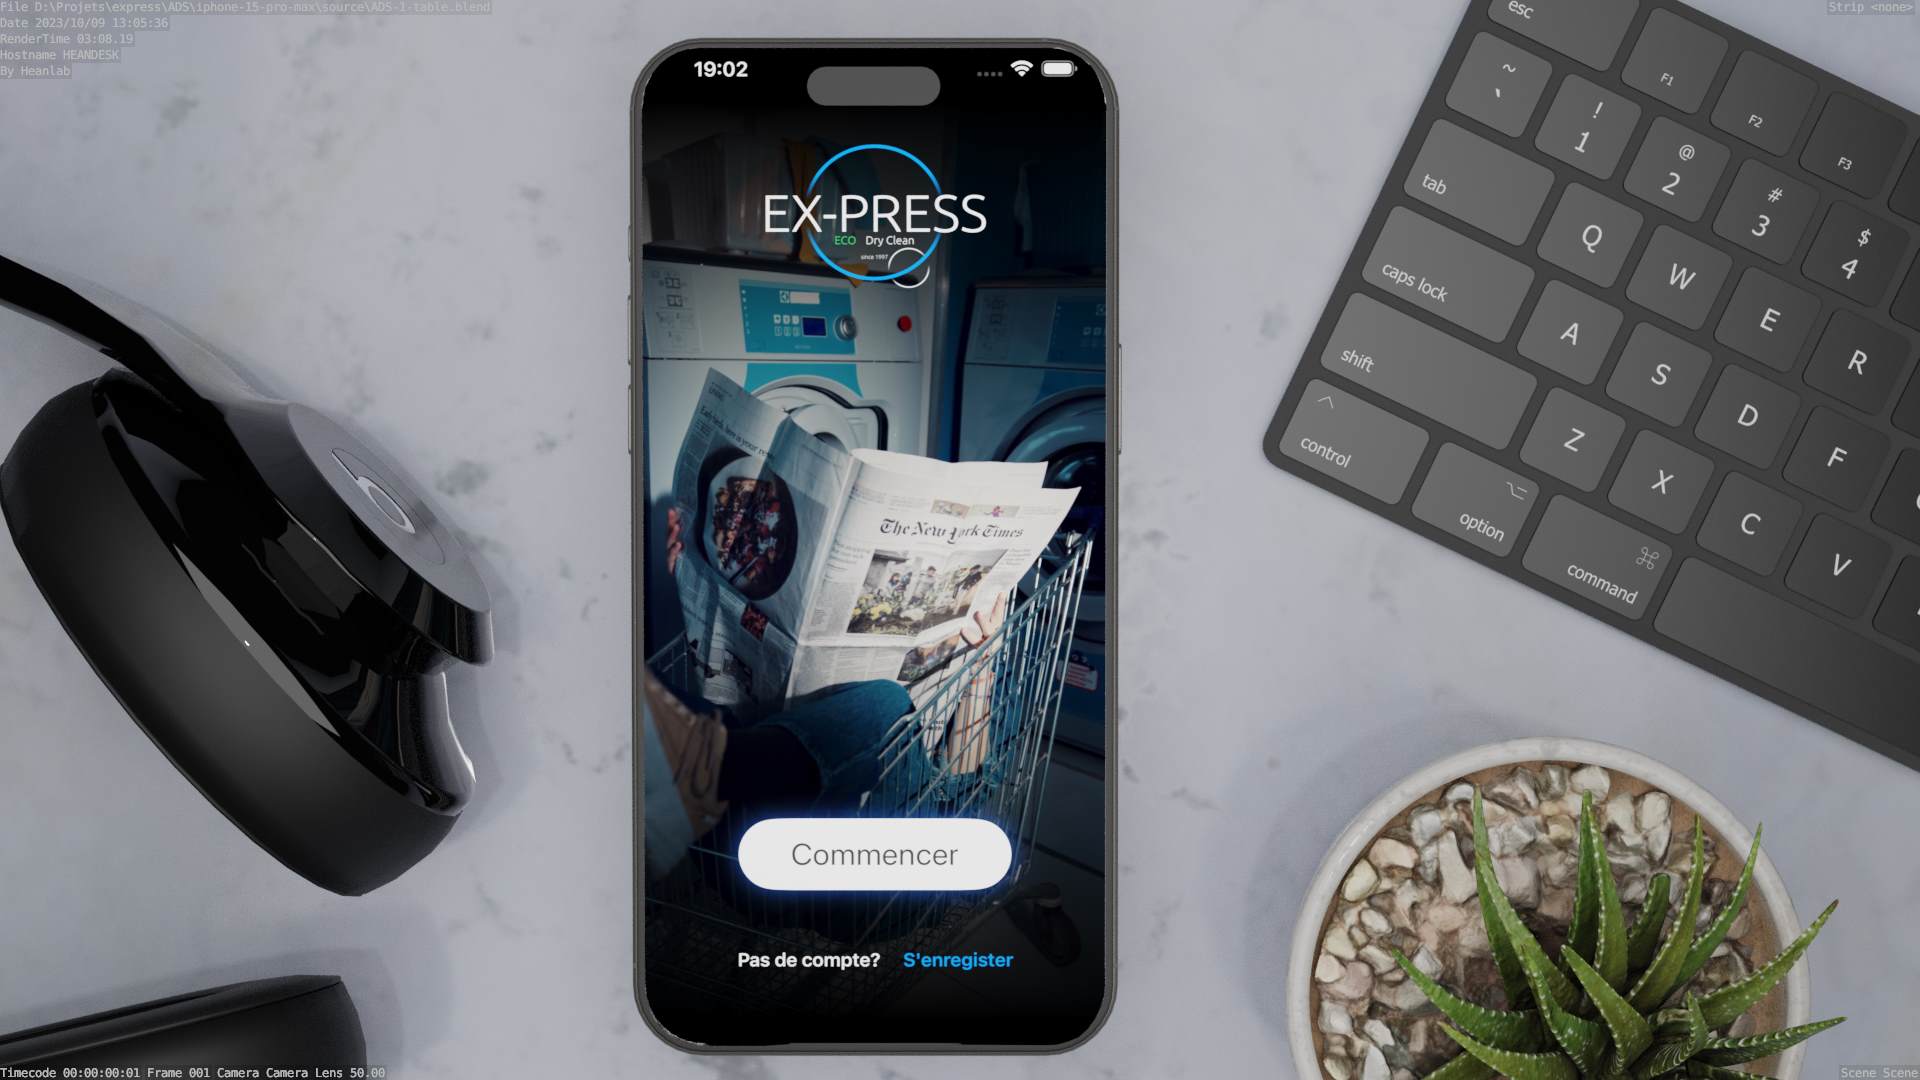 File D:\Projets\express\ADS\iphone-15-pro-max\source\ADS-1-table.blend
Strip <none>
Date 2023/10/09 13:05:36
RenderTime 03:08.19
Hostname HEANDESK
By Heanlab
19:02
EX-PRESS
ECO Dry Clean
since 1997
The New York Times
Commencer
Pas de compte? S'enregister
esc
F1
F2
F3
~
`
!
1
@
2
#
3
$
4
tab
Q
W
E
R
caps lock
A
S
D
F
shift
Z
X
C
V
control
option
command
Timecode 00:00:00:01 Frame 001 Camera Camera Lens 50.00
Scene Scene